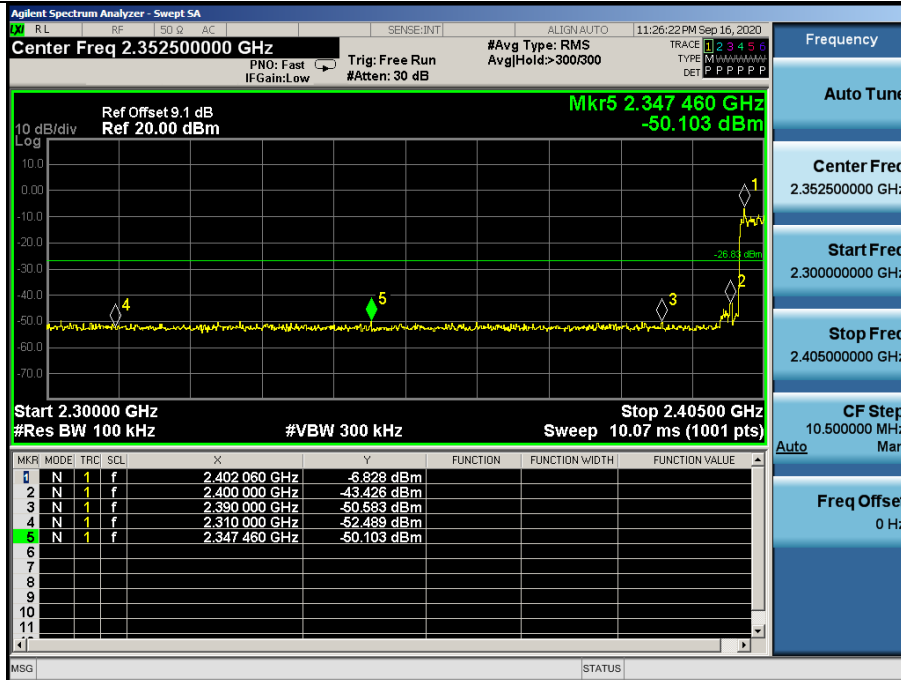 Agilent Spectrum Analyzer - Swept SA
LXI RL RF 50 Ω AC SENSE:INT ALIGN AUTO 11:26:22 PM Sep 16, 2020
Center Freq 2.352500000 GHz #Avg Type: RMS TRACE 1 2 3 4 5 6
PNO: Fast Trig: Free Run Avg|Hold:>300/300 TYPE M
IFGain:Low #Atten: 30 dB DET P P P P P P
Mkr5 2.347 460 GHz
Ref Offset 9.1 dB
10 dB/div Ref 20.00 dBm -50.103 dBm
Log
10.0
0.00
-10.0
-20.0
-30.0
-40.0
-50.0
-60.0
-70.0
1
-26.83 dBm
2
3
4
5
Start 2.30000 GHz Stop 2.40500 GHz
#Res BW 100 kHz #VBW 300 kHz Sweep 10.07 ms (1001 pts)
MKR MODE TRC SCL X Y FUNCTION FUNCTION WIDTH FUNCTION VALUE
1 N 1 f 2.402 060 GHz -6.828 dBm
2 N 1 f 2.400 000 GHz -43.426 dBm
3 N 1 f 2.390 000 GHz -50.583 dBm
4 N 1 f 2.310 000 GHz -52.489 dBm
5 N 1 f 2.347 460 GHz -50.103 dBm
6
7
8
9
10
11
MSG STATUS
Frequency
Auto Tune
Center Freq
2.352500000 GHz
Start Freq
2.300000000 GHz
Stop Freq
2.405000000 GHz
CF Step
10.500000 MHz
Auto Man
Freq Offset
0 Hz